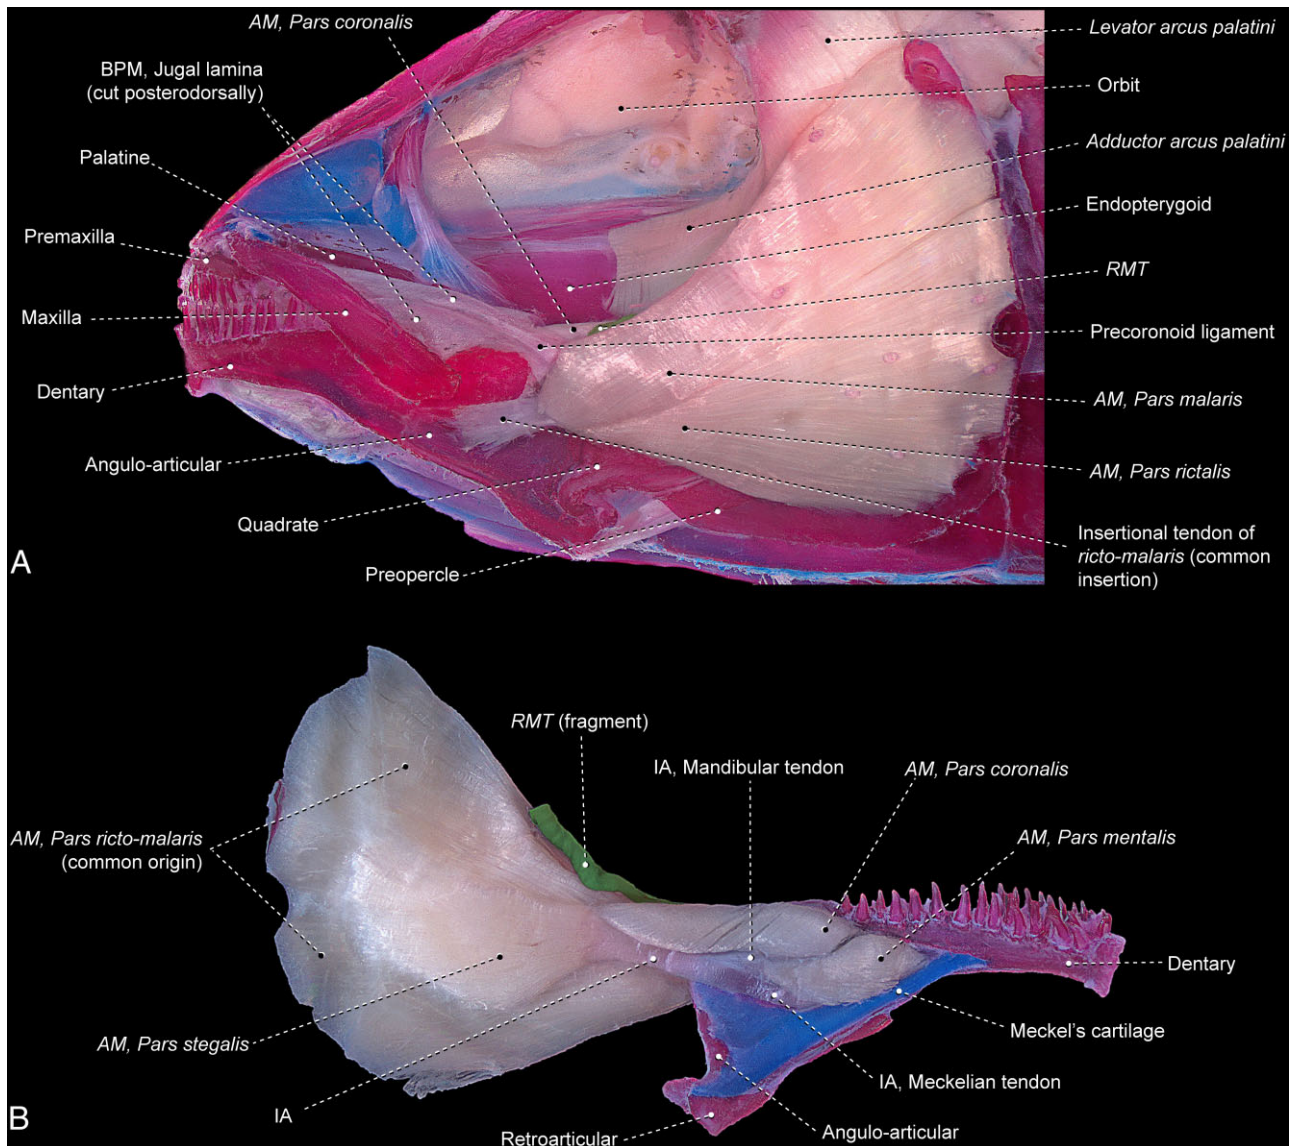 AM, Pars coronalis
BPM, Jugal lamina
(cut posterodorsally)
Palatine
Premaxilla
Maxilla
Dentary
Angulo-articular
Quadrate
Preopercle
Levator arcus palatini
Orbit
Adductor arcus palatini
Endopterygoid
RMT
Precoronoid ligament
AM, Pars malaris
AM, Pars rictalis
Insertional tendon of
ricto-malaris (common
insertion)
A
RMT (fragment)
IA, Mandibular tendon
AM, Pars coronalis
AM, Pars mentalis
AM, Pars ricto-malaris
(common origin)
Dentary
Meckel's cartilage
AM, Pars stegalis
IA, Meckelian tendon
IA
Angulo-articular
Retroarticular
B